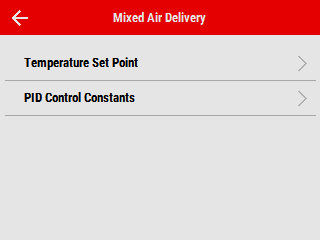 Mixed Air Delivery
Temperature Set Point
PID Control Constants